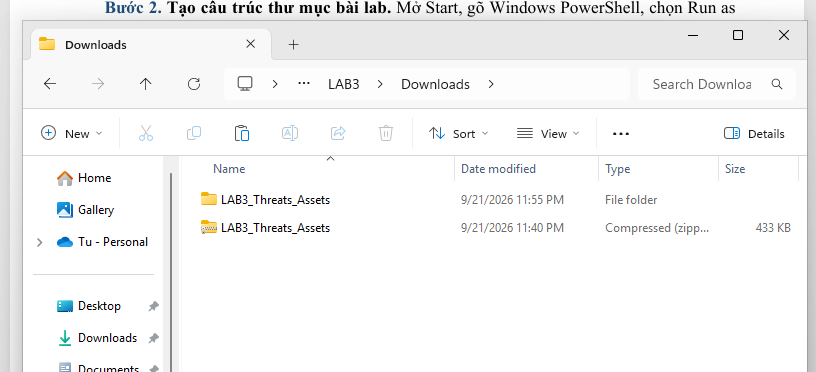 Bước 2. Tạo câu trúc thư mục bài lab. Mở Start, gõ Windows PowerShell, chọn Run as
Downloads
LAB3 Downloads Search Downloa
New Sort View ... Details
Name Date modified Type Size
Home
Gallery
Tu - Personal
Desktop
Downloads
Documents
LAB3_Threats_Assets 9/21/2026 11:55 PM File folder
LAB3_Threats_Assets 9/21/2026 11:40 PM Compressed (zipp... 433 KB